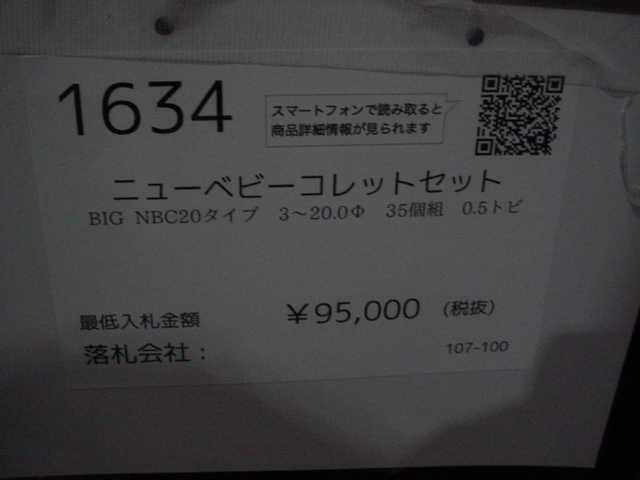 1634
スマートフォンで読み取ると
商品詳細情報が見られます
ニューベビーコレットセット
BIG NBC20タイプ 3～20.0Φ 35個組 0.5トビ
最低入札金額 ￥95,000 (税抜)
落札会社：
107-100